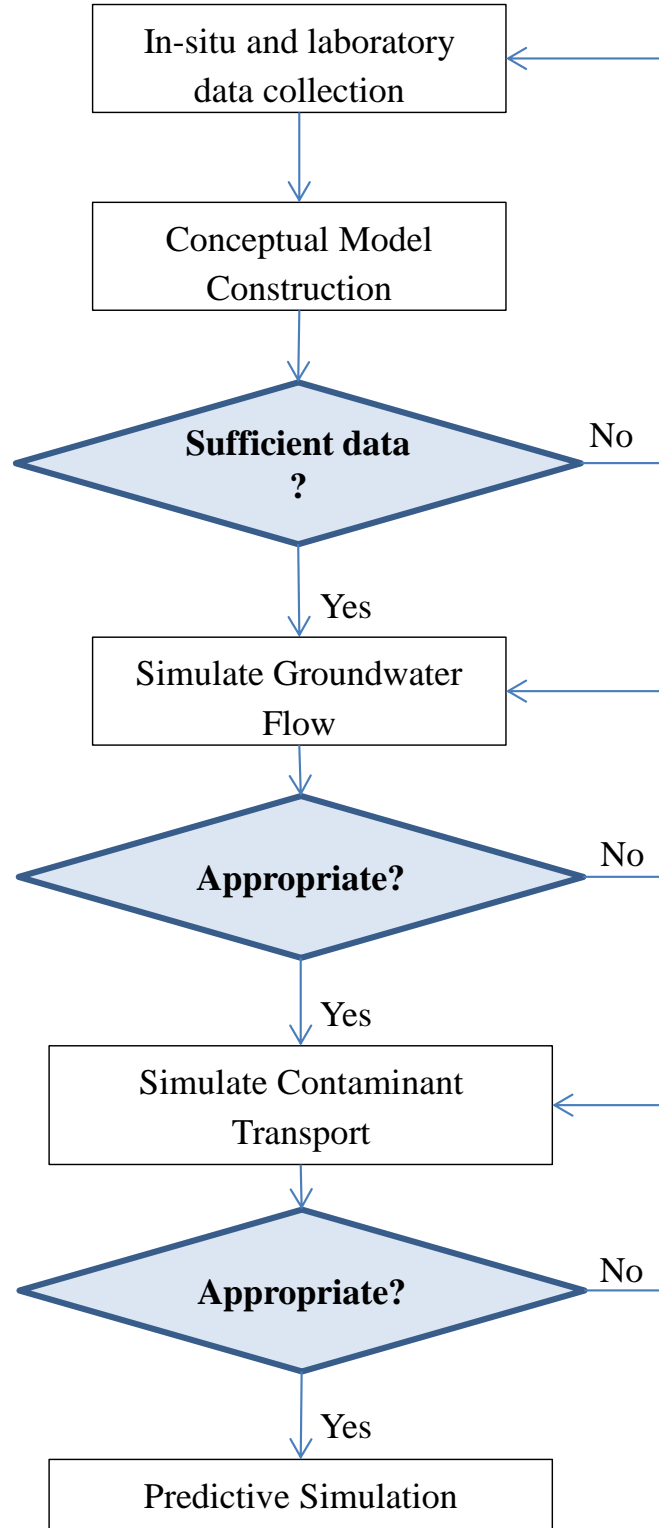 In-situ and laboratory
data collection
Conceptual Model
Construction
Sufficient data
?
No
Yes
Simulate Groundwater
Flow
Appropriate?
No
Yes
Simulate Contaminant
Transport
Appropriate?
No
Yes
Predictive Simulation